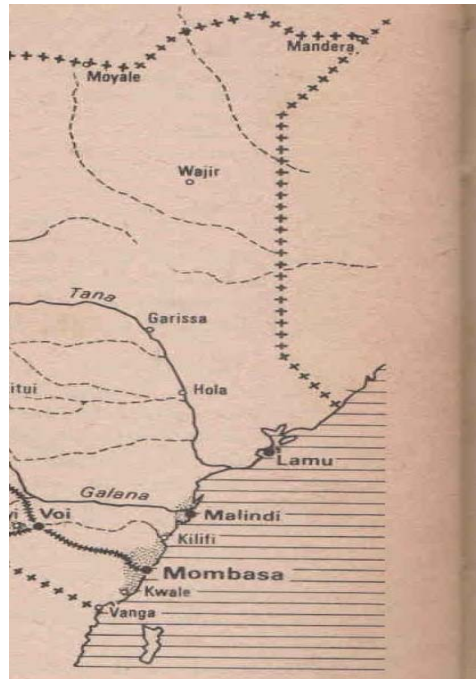 Mandera
Moyale
Wajir
Tana
Garissa
itui
Hola
Lamu
Galana
Voi
Malindi
Kilifi
Mombasa
Kwale
Vanga